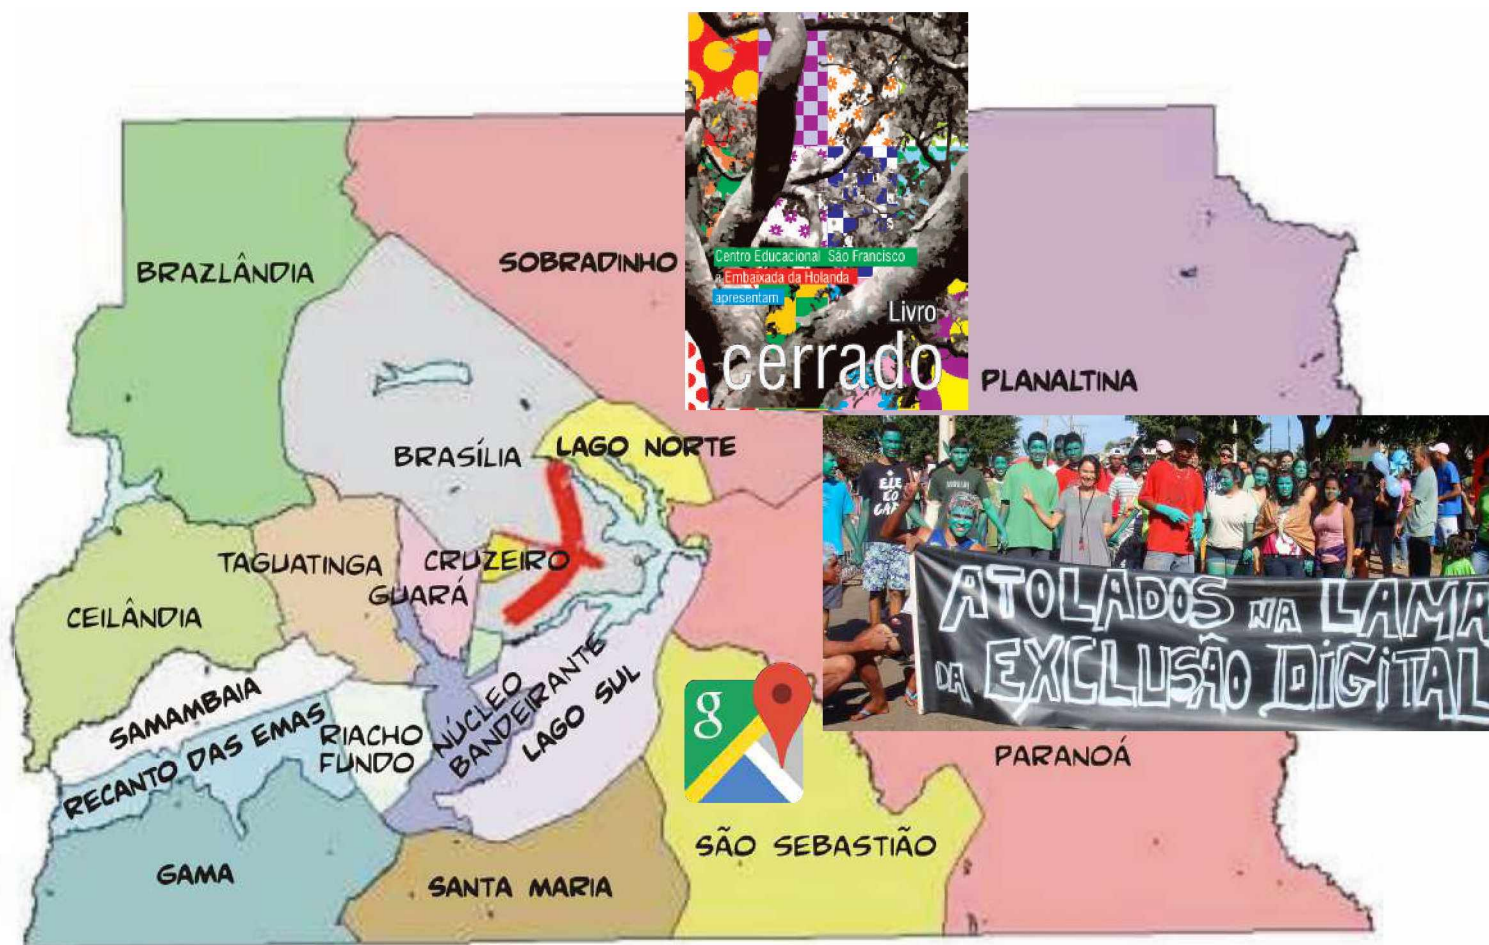 Centro Educacional São Francisco
e Embaixada da Holanda
apresentam
Livro
cerrado
BRAZLÂNDIA
SOBRADINHO
PLANALTINA
BRASÍLIA
LAGO NORTE
TAGUATINGA
CRUZEIRO
GUARÁ
CEILÂNDIA
ATOLADOS NA LAMA
DA EXCLUSÃO DIGITAL
SAMAMBAIA
RECANTO DAS EMAS
RIACHO
FUNDO
NÚCLEO
BANDEIRANTE
LAGO SUL
g
PARANOÁ
SÃO SEBASTIÃO
GAMA
SANTA MARIA